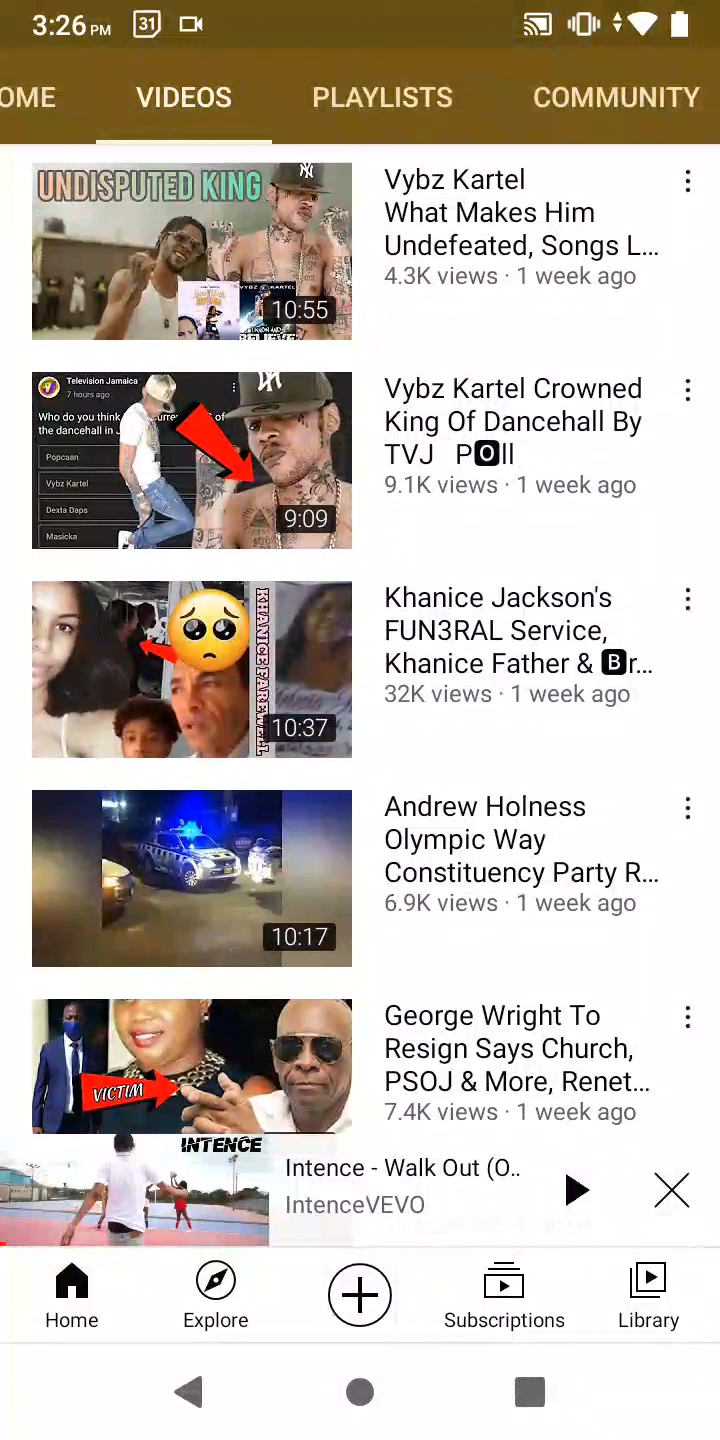 3:26 PM 31
OME VIDEOS PLAYLISTS COMMUNITY
UNDISPUTED KING
10:55
Vybz Kartel
What Makes Him
Undefeated, Songs L...
4.3K views · 1 week ago
Television Jamaica
7 hours ago
Who do you think
the dancehall in J
Popcaan
Vybz Kartel
Dexta Daps
Masicka
9:09
Vybz Kartel Crowned
King Of Dancehall By
TVJ P🅾ll
9.1K views · 1 week ago
KHANICE FAREWELL
10:37
Khanice Jackson's
FUN3RAL Service,
Khanice Father & 🅱r...
32K views · 1 week ago
10:17
Andrew Holness
Olympic Way
Constituency Party R...
6.9K views · 1 week ago
VICTIM
George Wright To
Resign Says Church,
PSOJ & More, Renet...
7.4K views · 1 week ago
INTENCE
Intence - Walk Out (O..
IntenceVEVO
Home Explore Subscriptions Library